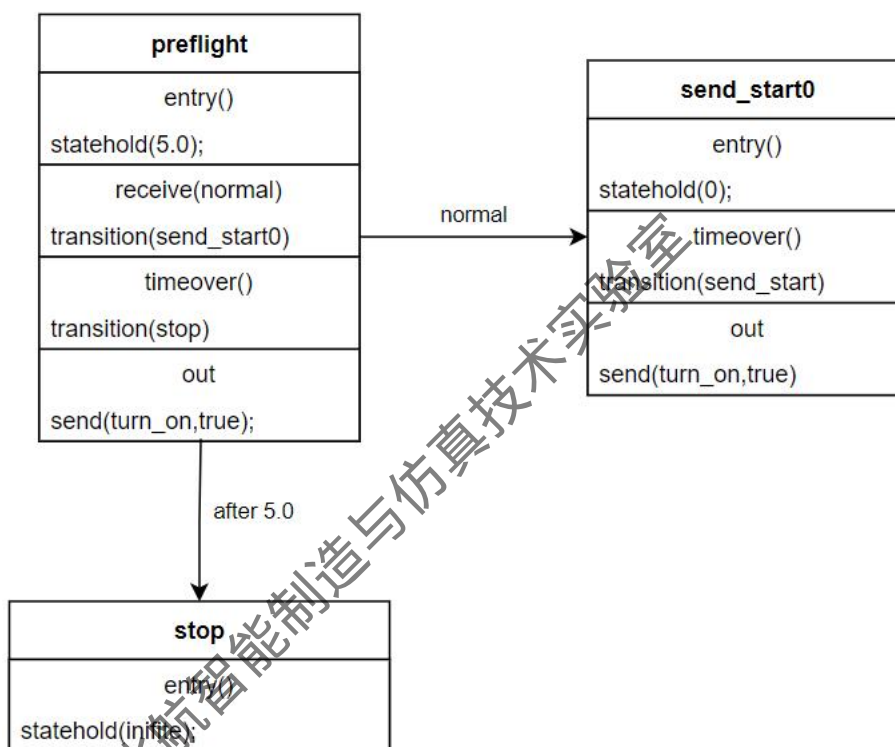 preflight
entry()
statehold(5.0);
receive(normal)
transition(send_start0)
timeover()
transition(stop)
out
send(turn_on,true);
normal
send_start0
entry()
statehold(0);
timeover()
transition(send_start)
out
send(turn_on,true)
after 5.0
stop
entry()
statehold(inifite);
航智能制造与仿真技术实验室